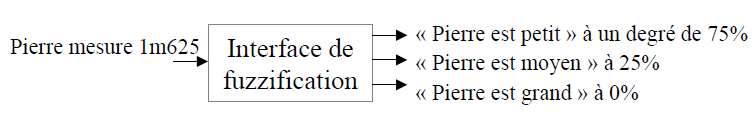 Pierre mesure 1m625
Interface de
fuzzification
« Pierre est petit » à un degré de 75%
« Pierre est moyen » à 25%
« Pierre est grand » à 0%